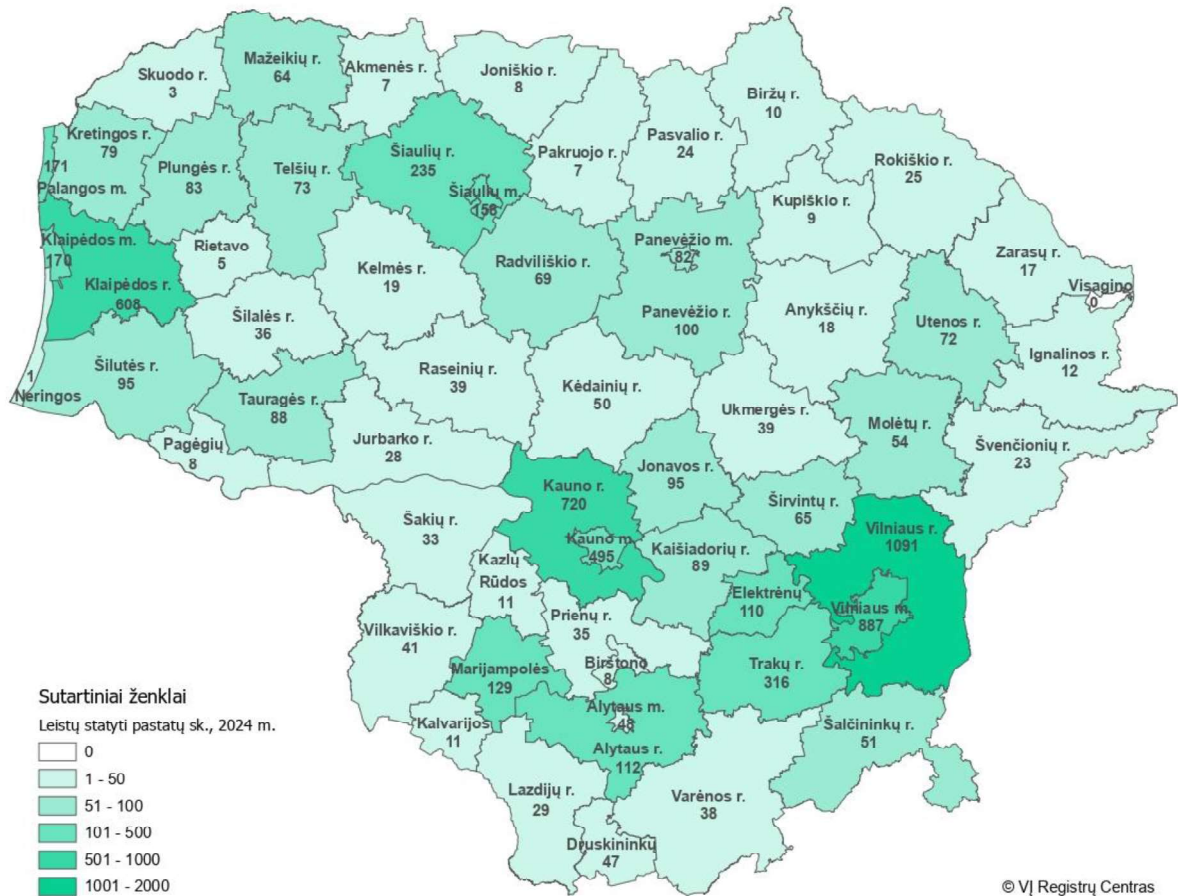 Skuodo r.
3
Mažeikių r.
64
Akmenės r.
7
Joniškio r.
8
Biržų r.
10
Kretingos r.
79
171
Palangos m.
Plungės r.
83
Telšių r.
73
Šiaulių r.
235
Šiaulių m.
158
Pakruojo r.
7
Pasvalio r.
24
Rokiškio r.
25
Kupiškio r.
9
Klaipėdos m.
170
Klaipėdos r.
608
Rietavo
5
Kelmės r.
19
Radviliškio r.
69
Panevėžio m.
82
Panevėžio r.
100
Zarasų r.
17
Visagino
0
Anykščių r.
18
Utenos r.
72
Ignalinos r.
12
Šilalės r.
36
Šilutės r.
95
1
Neringos
Tauragės r.
88
Raseinių r.
39
Kėdainių r.
50
Ukmergės r.
39
Molėtų r.
54
Švenčionių r.
23
Pagėgių
8
Jurbarko r.
28
Jonavos r.
95
Širvintų r.
65
Kauno r.
720
Kauno m.
495
Šakių r.
33
Kaišiadorių r.
89
Vilniaus r.
1091
Kazlų
Rūdos
11
Elektrėnų
110
Vilniaus m.
887
Prienų r.
35
Vilkaviškio r.
41
Birštono
8
Marijampolės
129
Trakų r.
316
Alytaus m.
48
Alytaus r.
112
Kalvarijos
11
Šalčininkų r.
51
Lazdijų r.
29
Varėnos r.
38
Druskininkų
47
Sutartiniai ženklai
Leistų statyti pastatų sk., 2024 m.
0
1 - 50
51 - 100
101 - 500
501 - 1000
1001 - 2000
© VĮ Registrų Centras